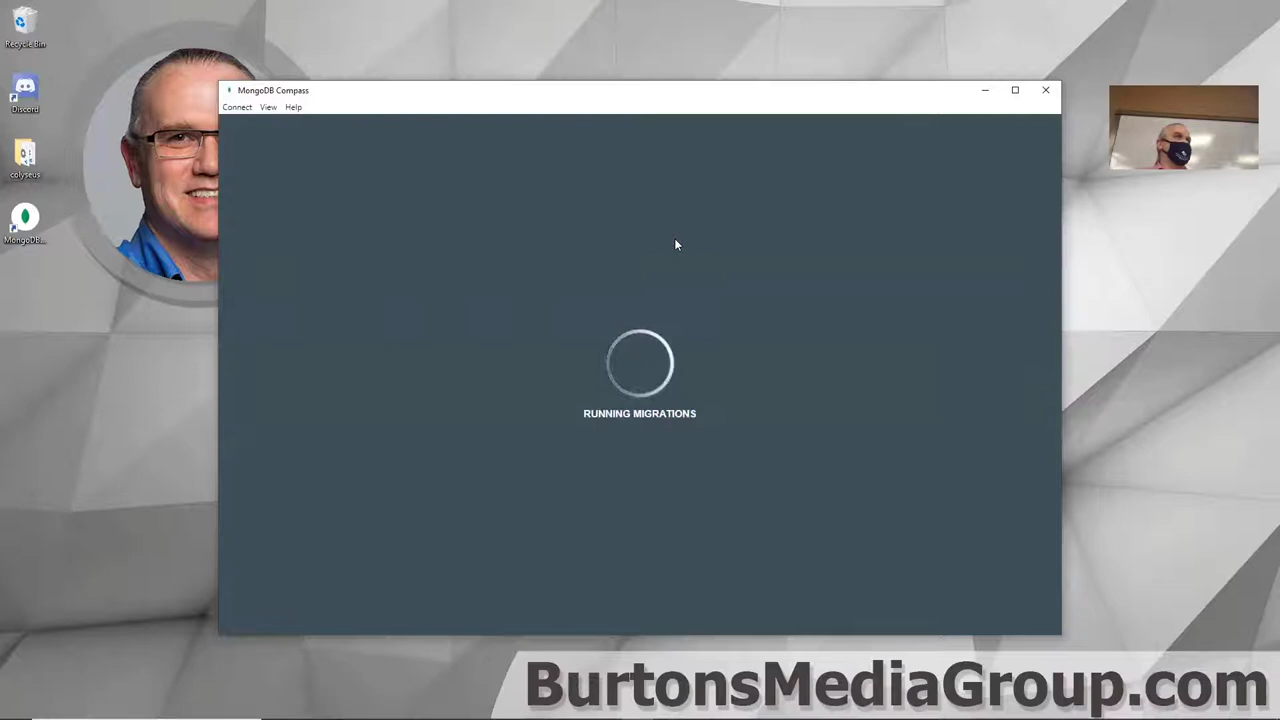 Recycle Bin
Discord
colyseus
MongoDB...
MongoDB Compass
Connect View Help
RUNNING MIGRATIONS
BurtonsMediaGroup.com